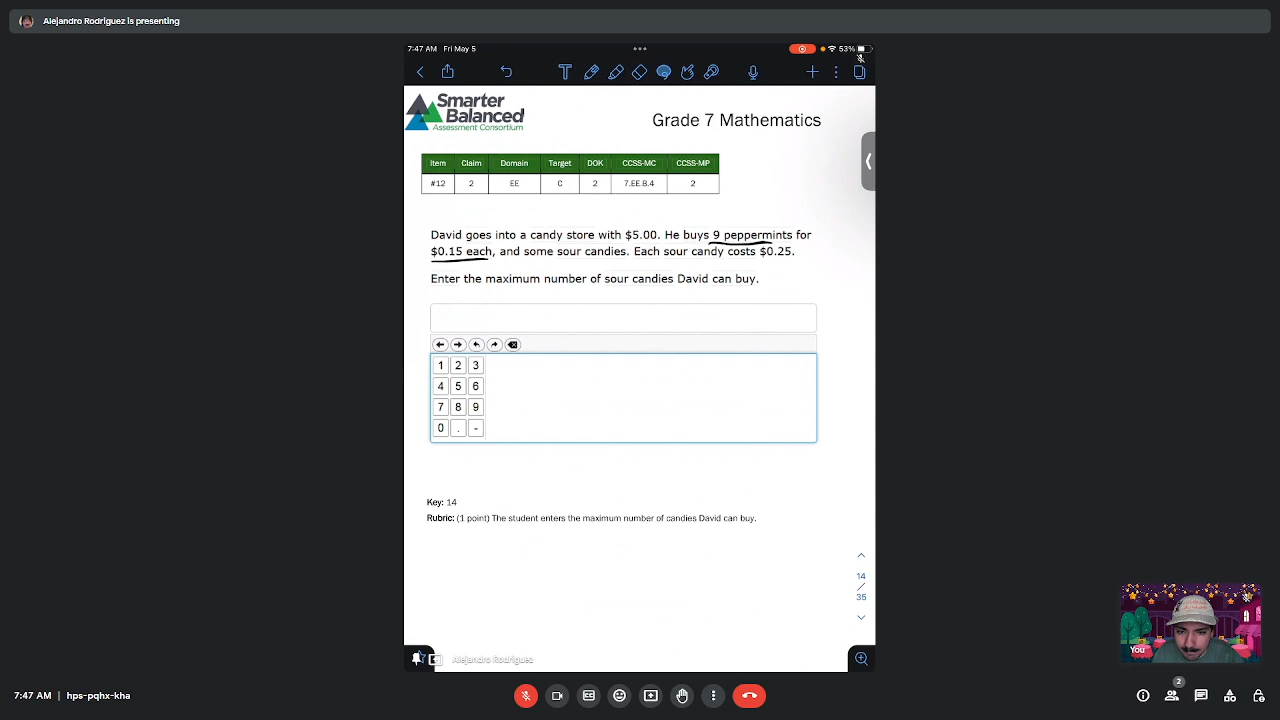 Alejandro Rodríguez is presenting
7:47 AM Fri May 5
53%
Smarter
Balanced
Assessment Consortium
Grade 7 Mathematics
Item Claim Domain Target DOK CCSS-MC CCSS-MP
#12 2 EE C 2 7.EE.B.4 2
David goes into a candy store with $5.00. He buys 9 peppermints for
$0.15 each, and some sour candies. Each sour candy costs $0.25.
Enter the maximum number of sour candies David can buy.
1 2 3
4 5 6
7 8 9
0 . -
Key: 14
Rubric: (1 point) The student enters the maximum number of candies David can buy.
14
/
35
You
Alejandro Rodríguez
7:47 AM | hps-pqhx-kha
2